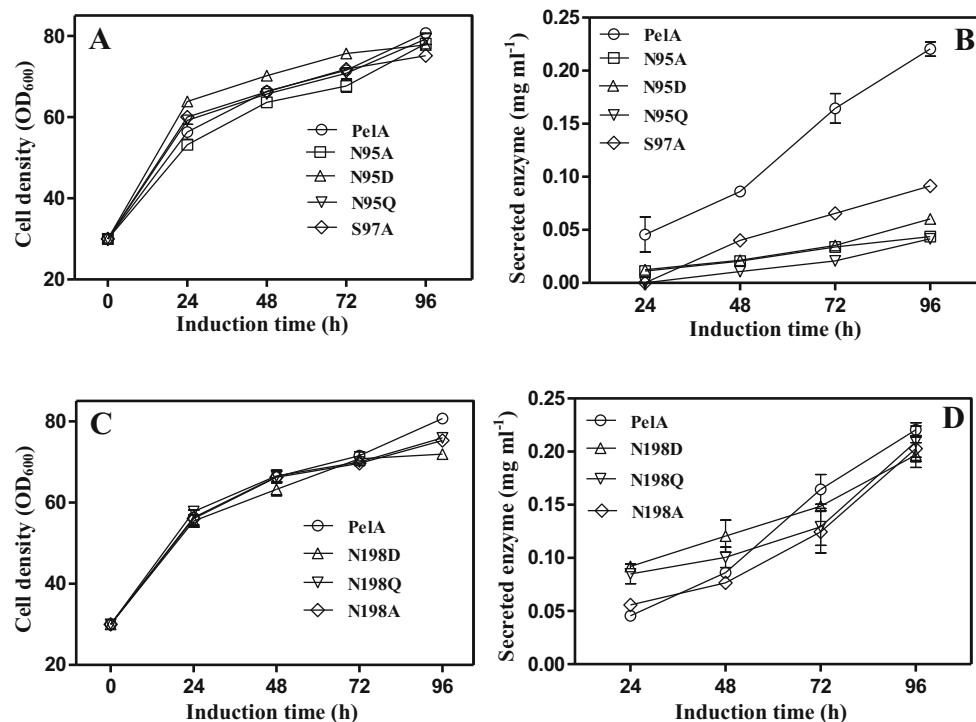 A
Cell density (OD600)
80
60
40
20
PelA
N95A
N95D
N95Q
S97A
0 24 48 72 96
Induction time (h)
B
Secreted enzyme (mg ml-1)
0.25
0.20
0.15
0.10
0.05
0.00
PelA
N95A
N95D
N95Q
S97A
24 48 72 96
Induction time (h)
C
Cell density (OD600)
80
60
40
20
PelA
N198D
N198Q
N198A
0 24 48 72 96
Induction time (h)
D
Secreted enzyme (mg ml-1)
0.25
0.20
0.15
0.10
0.05
0.00
PelA
N198D
N198Q
N198A
24 48 72 96
Induction time (h)